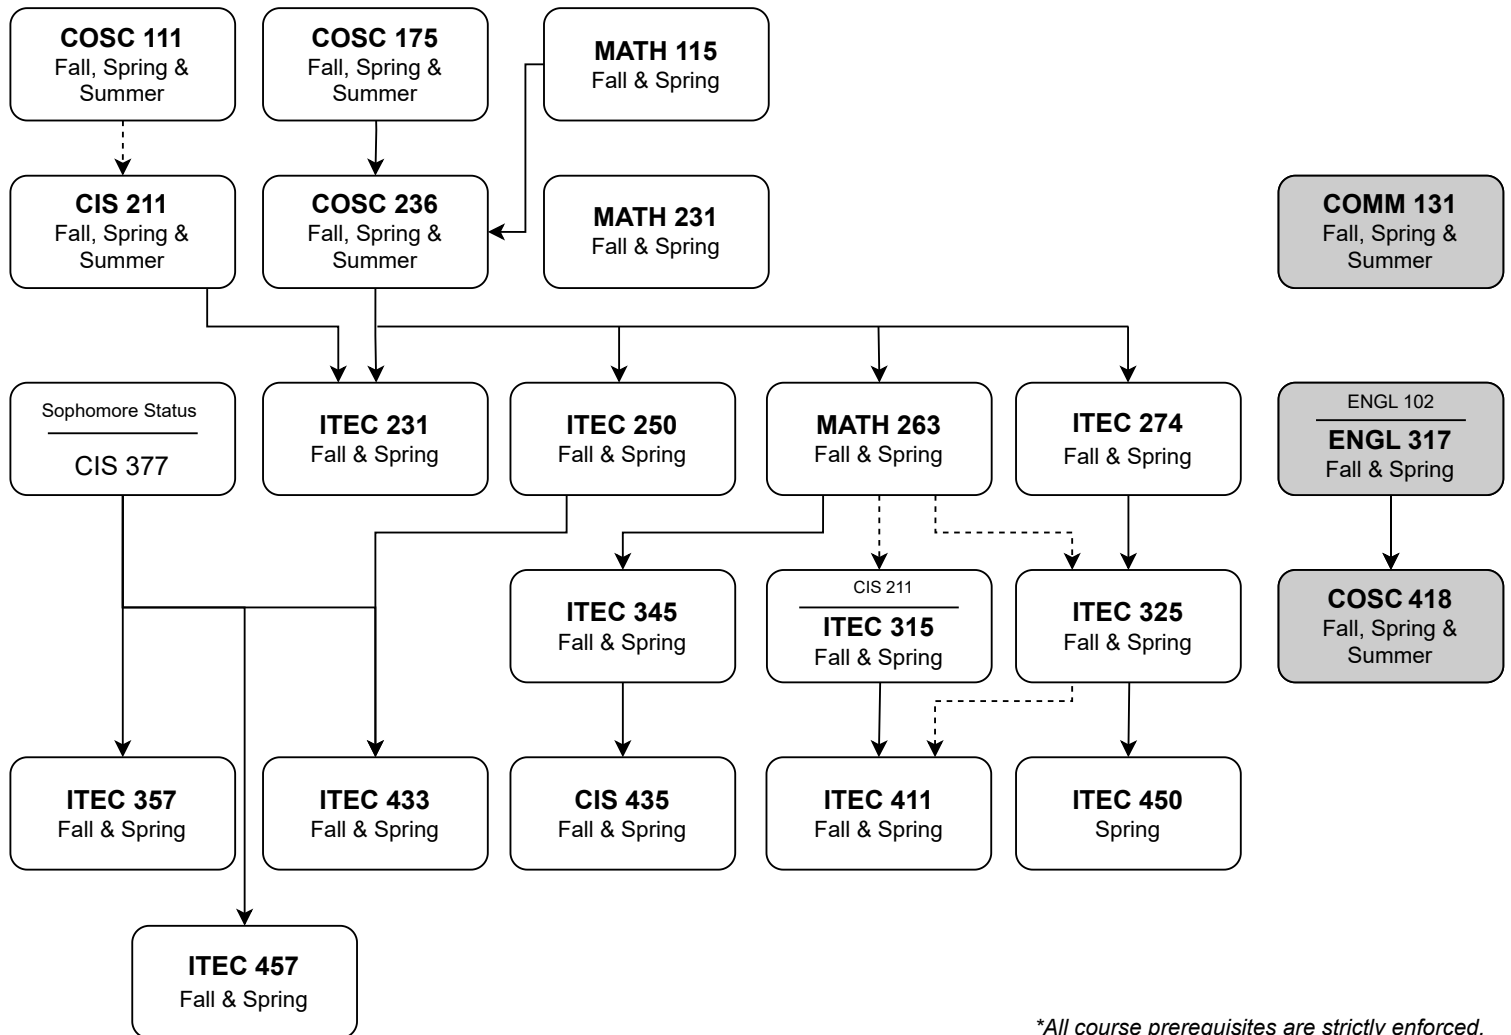 COSC 111
Fall, Spring &
Summer
COSC 175
Fall, Spring &
Summer
MATH 115
Fall & Spring
CIS 211
Fall, Spring &
Summer
COSC 236
Fall, Spring &
Summer
MATH 231
Fall & Spring
COMM 131
Fall, Spring &
Summer
Sophomore Status
CIS 377
ITEC 231
Fall & Spring
ITEC 250
Fall & Spring
MATH 263
Fall & Spring
ITEC 274
Fall & Spring
ENGL 102
ENGL 317
Fall & Spring
ITEC 345
Fall & Spring
CIS 211
ITEC 315
Fall & Spring
ITEC 325
Fall & Spring
COSC 418
Fall, Spring &
Summer
ITEC 357
Fall & Spring
ITEC 433
Fall & Spring
CIS 435
Fall & Spring
ITEC 411
Fall & Spring
ITEC 450
Spring
ITEC 457
Fall & Spring
*All course prerequisites are strictly enforced.